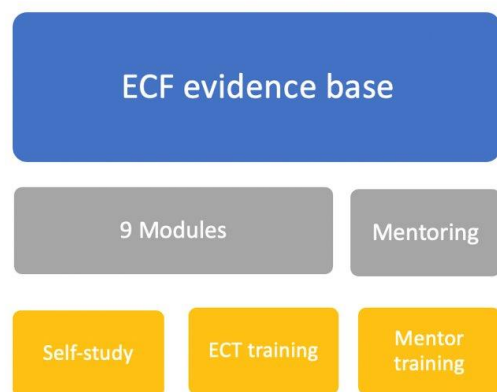 ECF evidence base
9 Modules
Mentoring
Self-study
ECT training
Mentor
training